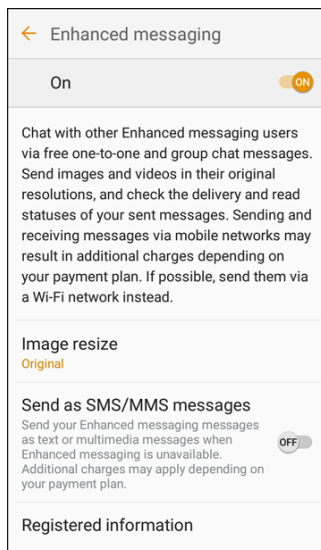 Enhanced messaging
On
ON
Chat with other Enhanced messaging users
via free one-to-one and group chat messages.
Send images and videos in their original
resolutions, and check the delivery and read
statuses of your sent messages. Sending and
receiving messages via mobile networks may
result in additional charges depending on
your payment plan. If possible, send them via
a Wi-Fi network instead.
Image resize
Original
Send as SMS/MMS messages
Send your Enhanced messaging messages
as text or multimedia messages when
Enhanced messaging is unavailable.
Additional charges may apply depending on
your payment plan.
OFF
Registered information